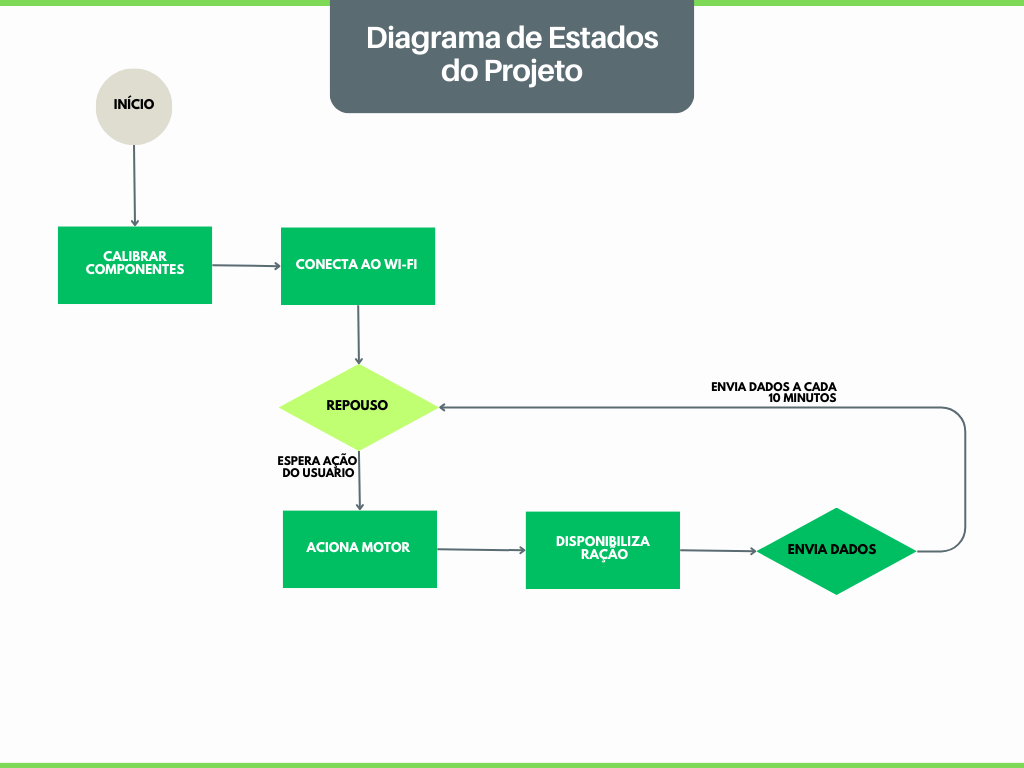 Diagrama de Estados
do Projeto
INÍCIO
CALIBRAR
COMPONENTES
CONECTA AO WI-FI
REPOUSO
ENVIA DADOS A CADA
10 MINUTOS
ESPERA AÇÃO
DO USUÁRIO
ACIONA MOTOR
DISPONIBILIZA
RAÇÃO
ENVIA DADOS